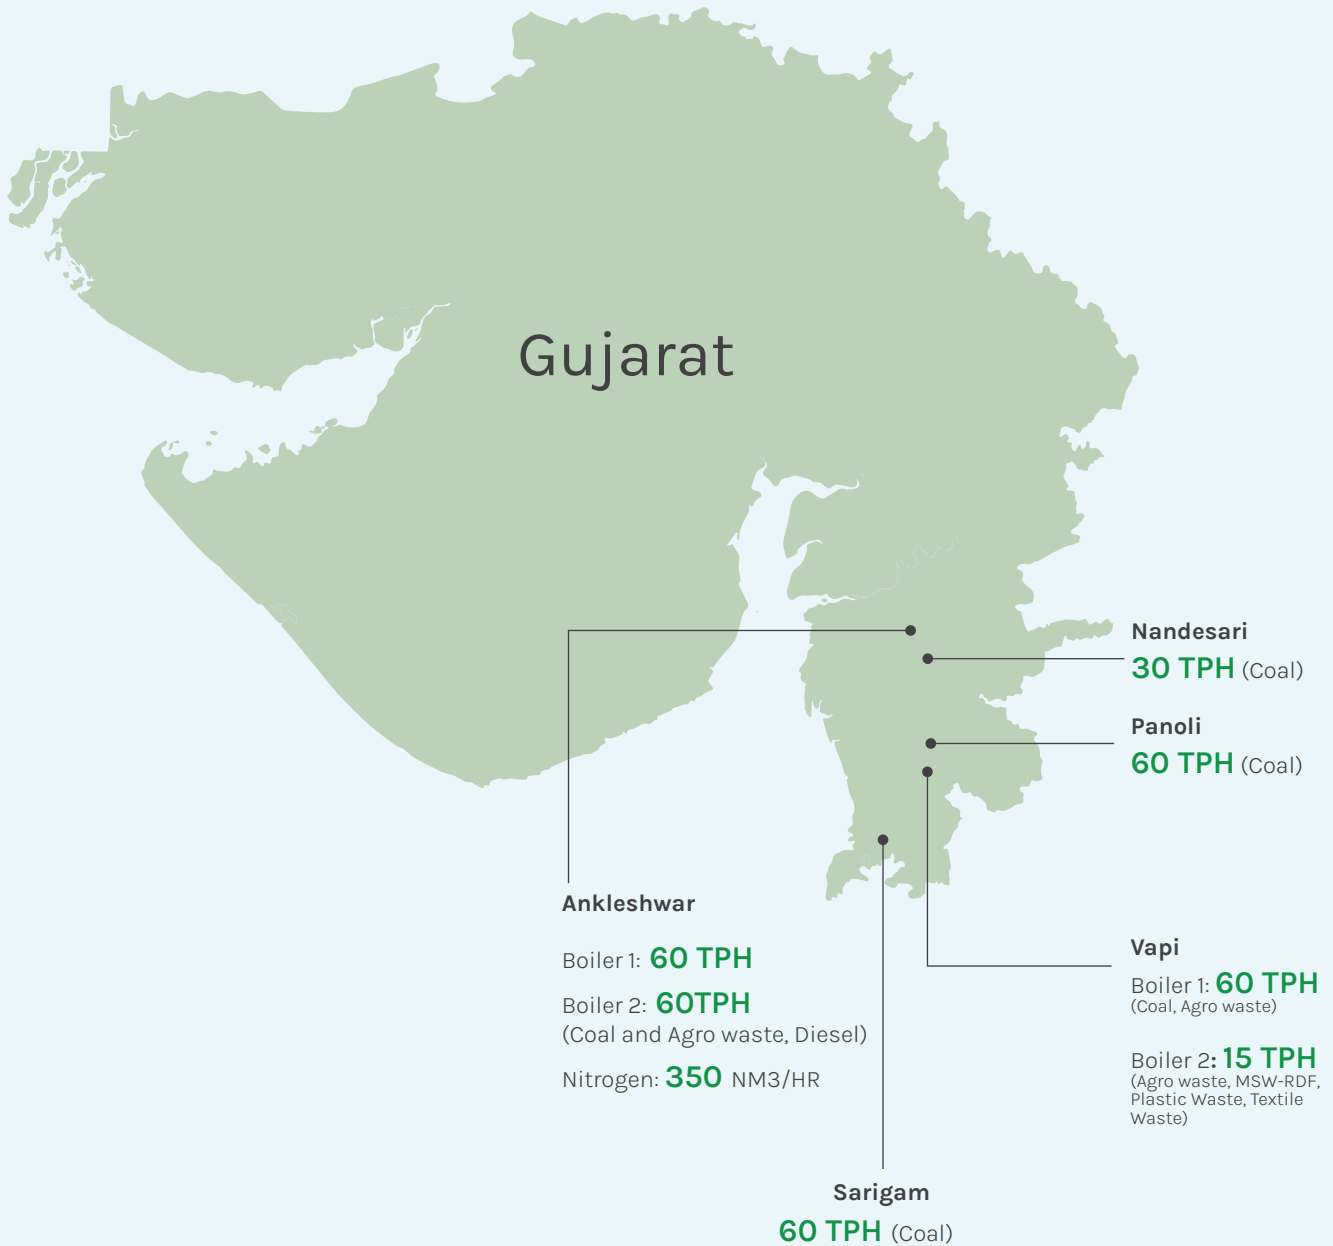 Gujarat
Nandesari
30 TPH (Coal)
Panoli
60 TPH (Coal)
Ankleshwar
Boiler 1: 60 TPH
Boiler 2: 60TPH
(Coal and Agro waste, Diesel)
Nitrogen: 350 NM3/HR
Vapi
Boiler 1: 60 TPH
(Coal, Agro waste)
Boiler 2: 15 TPH
(Agro waste, MSW-RDF,
Plastic Waste, Textile
Waste)
Sarigam
60 TPH (Coal)